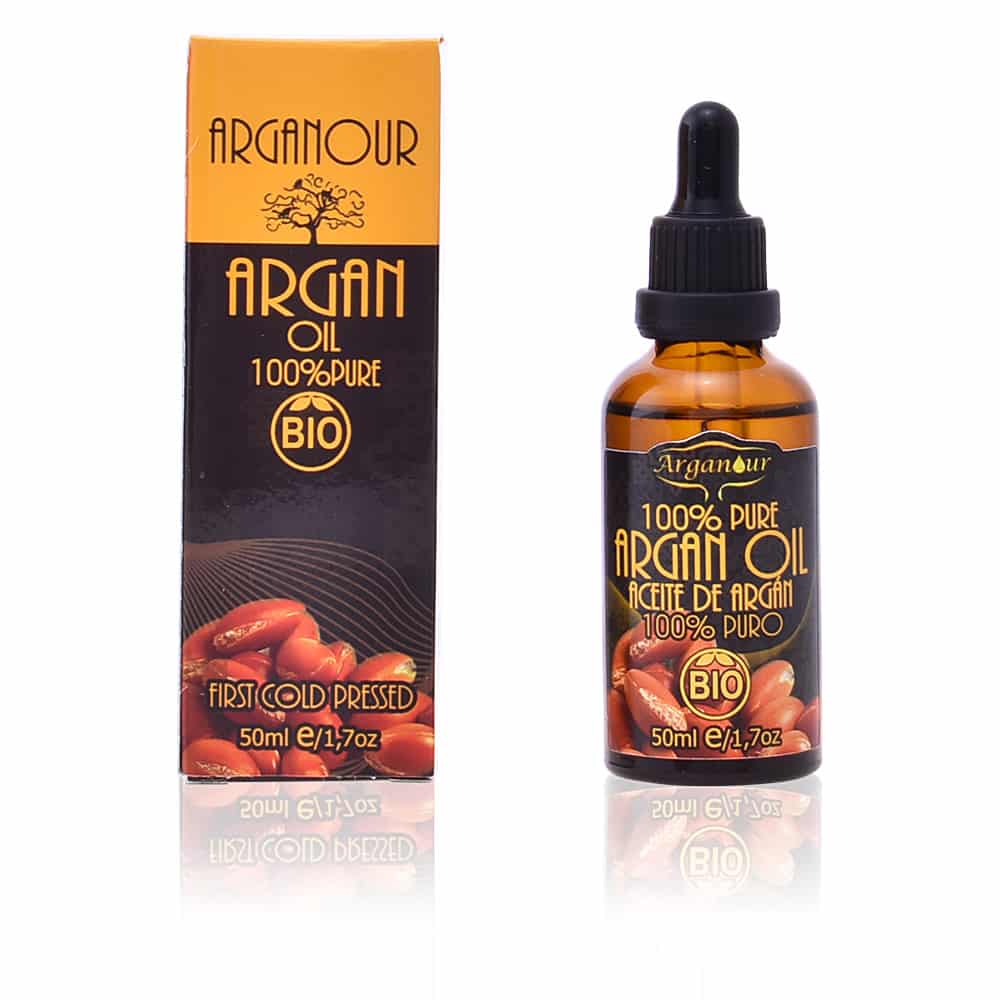 ARGANOUR
ARGAN
OIL
100%PURE
BIO
FIRST COLD PRESSED
50ml e/1,7oz
Arganour
100% PURE
ARGAN OIL
ACEITE DE ARGÁN
100% PURO
BIO
50ml e/1,7oz